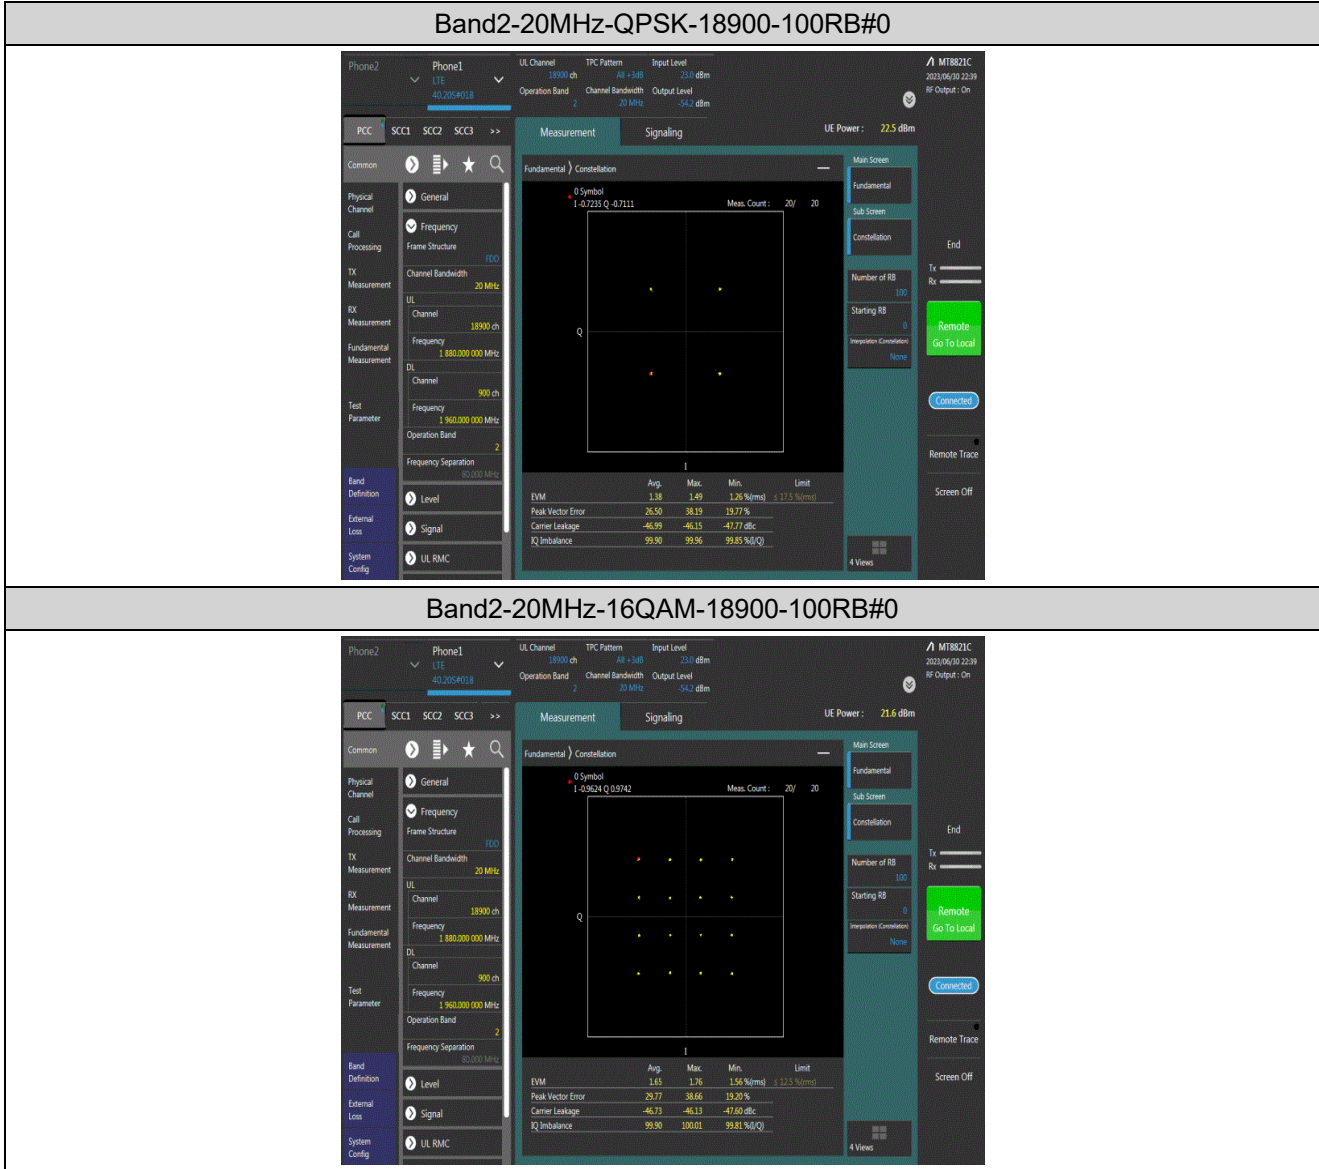 Band2-20MHz-QPSK-18900-100RB#0
Phone2
Phone1
LTE
40.20S#018
UL Channel TPC Pattern Input Level
18900 ch All +3dB 23.0 dBm
Operation Band Channel Bandwidth Output Level
2 20 MHz -54.2 dBm
MT8821C
2023/06/30 22:39
RF Output : On
PCC SCC1 SCC2 SCC3 >>
Measurement Signaling
UE Power : 22.5 dBm
Common
Physical
Channel
Call
Processing
TX
Measurement
RX
Measurement
Fundamental
Measurement
Test
Parameter
Band
Definition
External
Loss
System
Config
General
Frequency
Frame Structure
FDD
Channel Bandwidth
20 MHz
UL
Channel
18900 ch
Frequency
1 880.000 000 MHz
DL
Channel
900 ch
Frequency
1 960.000 000 MHz
Operation Band
2
Frequency Separation
80.000 MHz
Level
Signal
UL RMC
Fundamental 〉 Constellation
0 Symbol
I -0.7235 Q -0.7111 Meas. Count : 20/ 20
Q
I
Avg. Max. Min. Limit
EVM 1.38 1.49 1.26 %(rms) ≤ 17.5 %(rms)
Peak Vector Error 26.50 38.19 19.77 %
Carrier Leakage -46.99 -46.15 -47.77 dBc
IQ Imbalance 99.90 99.96 99.85 %(I/Q)
Main Screen
Fundamental
Sub Screen
Constellation
Number of RB
100
Starting RB
0
Interpolation (Constellation)
None
4 Views
End
Tx
Rx
Remote
Go To Local
Connected
Remote Trace
Screen Off
Band2-20MHz-16QAM-18900-100RB#0
Phone2
Phone1
LTE
40.20S#018
UL Channel TPC Pattern Input Level
18900 ch All +3dB 23.0 dBm
Operation Band Channel Bandwidth Output Level
2 20 MHz -54.2 dBm
MT8821C
2023/06/30 22:39
RF Output : On
PCC SCC1 SCC2 SCC3 >>
Measurement Signaling
UE Power : 21.6 dBm
Common
Physical
Channel
Call
Processing
TX
Measurement
RX
Measurement
Fundamental
Measurement
Test
Parameter
Band
Definition
External
Loss
System
Config
General
Frequency
Frame Structure
FDD
Channel Bandwidth
20 MHz
UL
Channel
18900 ch
Frequency
1 880.000 000 MHz
DL
Channel
900 ch
Frequency
1 960.000 000 MHz
Operation Band
2
Frequency Separation
80.000 MHz
Level
Signal
UL RMC
Fundamental 〉 Constellation
0 Symbol
I -0.9624 Q 0.9742 Meas. Count : 20/ 20
Q
I
Avg. Max. Min. Limit
EVM 1.65 1.76 1.56 %(rms) ≤ 12.5 %(rms)
Peak Vector Error 29.77 38.66 19.20 %
Carrier Leakage -46.73 -46.13 -47.60 dBc
IQ Imbalance 99.90 100.01 99.81 %(I/Q)
Main Screen
Fundamental
Sub Screen
Constellation
Number of RB
100
Starting RB
0
Interpolation (Constellation)
None
4 Views
End
Tx
Rx
Remote
Go To Local
Connected
Remote Trace
Screen Off